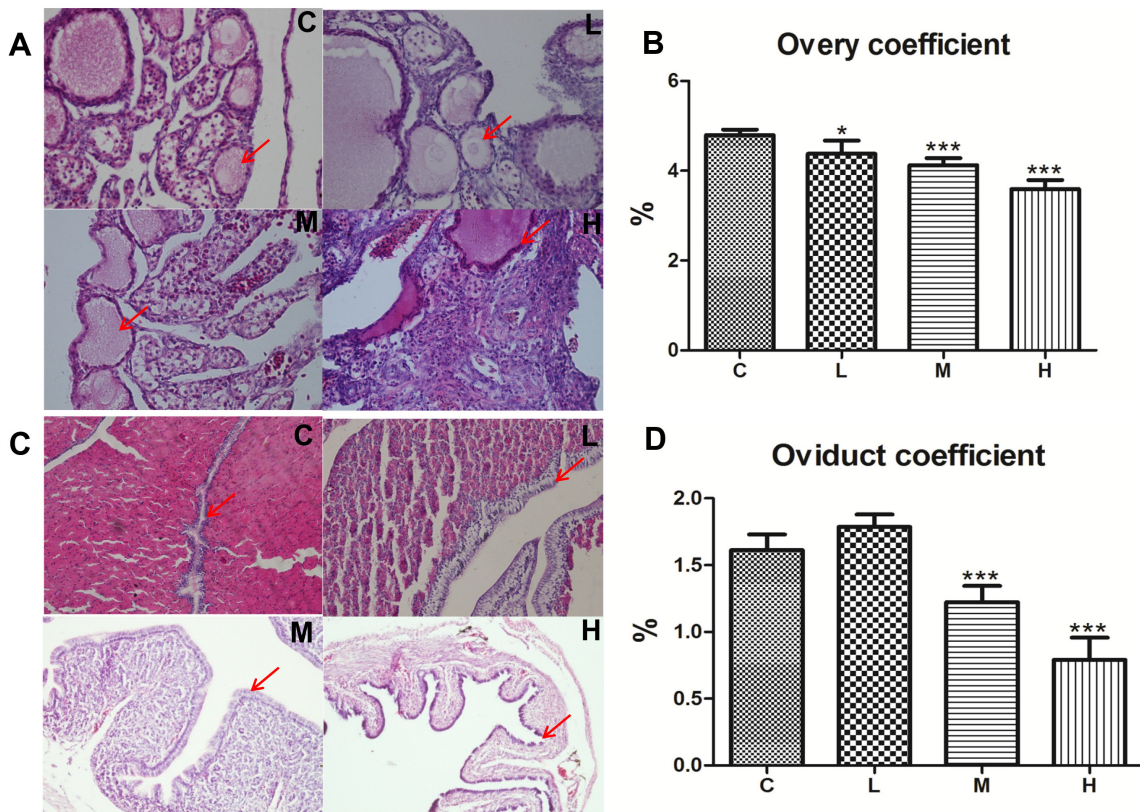 A
C
L
M
H
B
Overy coefficient
6
4
2
0
%
*
***
***
C L M H
C
C
L
M
H
D
Oviduct coefficient
2.0
1.5
1.0
0.5
0.0
%
***
***
C L M H